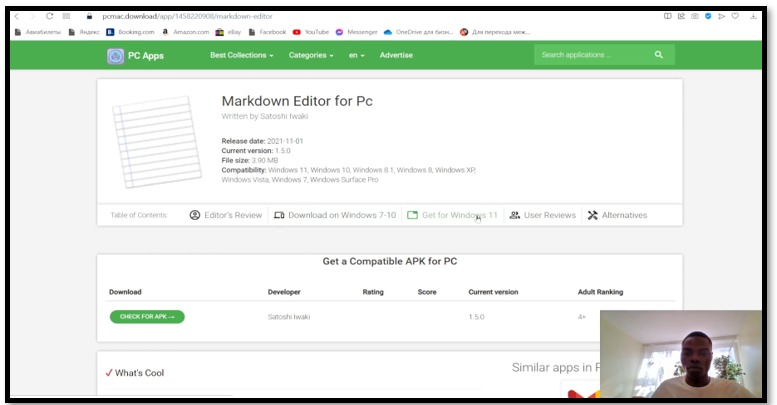 pcmac.download/app/1458220908/markdown-editor
Авиабилеты Яндекс Booking.com Amazon.com eBay Facebook YouTube Messenger OneDrive для бизн... Для перехода меж...
PC Apps Best Collections Categories en Advertise Search applications ...
Markdown Editor for Pc
Written by Satoshi Iwaki
Release date: 2021-11-01
Current version: 1.5.0
File size: 3.90 MB
Compatibility: Windows 11, Windows 10, Windows 8.1, Windows 8, Windows XP,
Windows Vista, Windows 7, Windows Surface Pro
Table of Contents: Editor's Review Download on Windows 7-10 Get for Windows 11 User Reviews Alternatives
Get a Compatible APK for PC
Download Developer Rating Score Current version Adult Ranking
CHECK FOR APK → Satoshi Iwaki 1.5.0 4+
Similar apps in P
✓ What's Cool